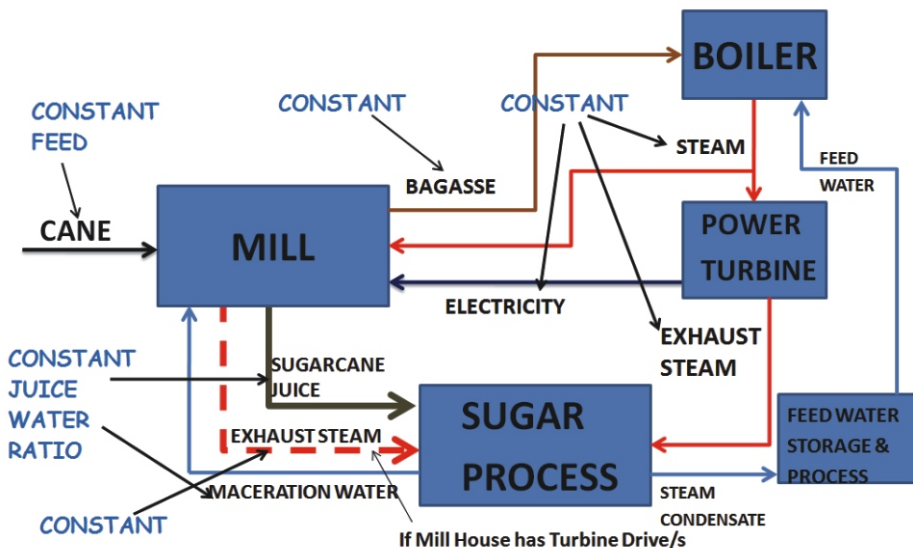 BOILER
CONSTANT
FEED
CONSTANT
CONSTANT
STEAM
FEED
WATER
BAGASSE
CANE
MILL
POWER
TURBINE
ELECTRICITY
EXHAUST
STEAM
CONSTANT
JUICE
WATER
RATIO
SUGARCANE
JUICE
SUGAR
PROCESS
FEED WATER
STORAGE &
PROCESS
EXHAUST STEAM
MACERATION WATER
STEAM
CONDENSATE
CONSTANT
If Mill House has Turbine Drive/s